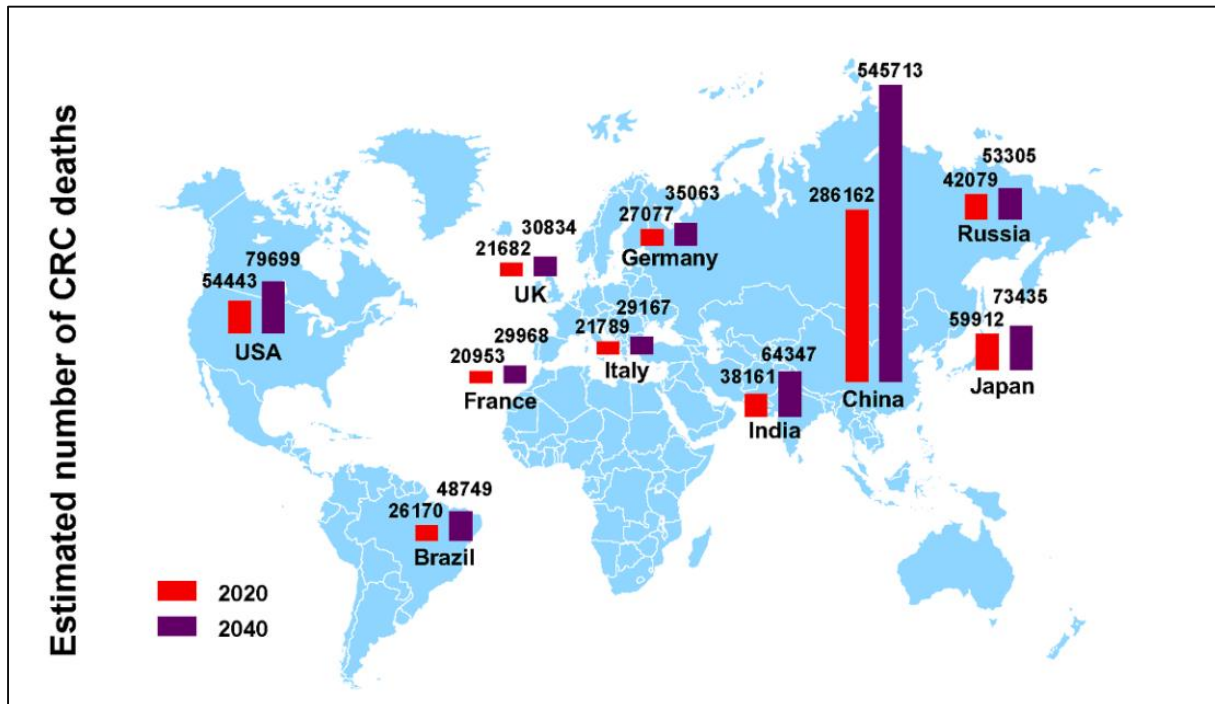 Estimated number of CRC deaths
545713
286162
China
53305
42079
Russia
35063
27077
Germany
30834
21682
UK
79699
54443
USA
29167
21789
Italy
29968
20953
France
64347
38161
India
73435
59912
Japan
48749
26170
Brazil
2020
2040